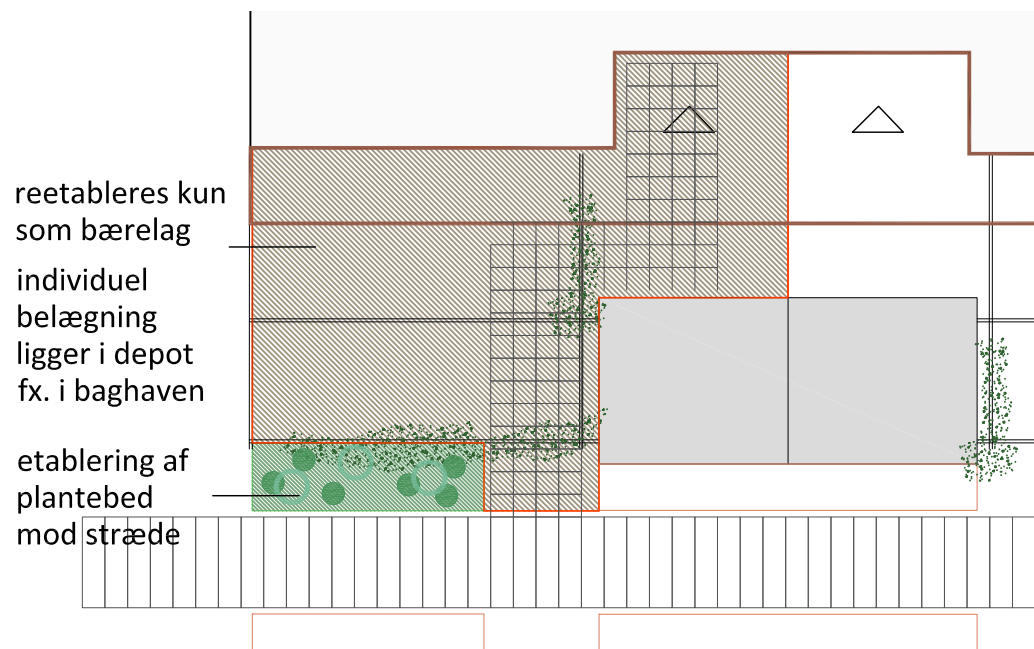 reetableres kun
som bærelag
individuel
belægning
ligger i depot
fx. i baghaven
etablering af
plantebed
mod stræde